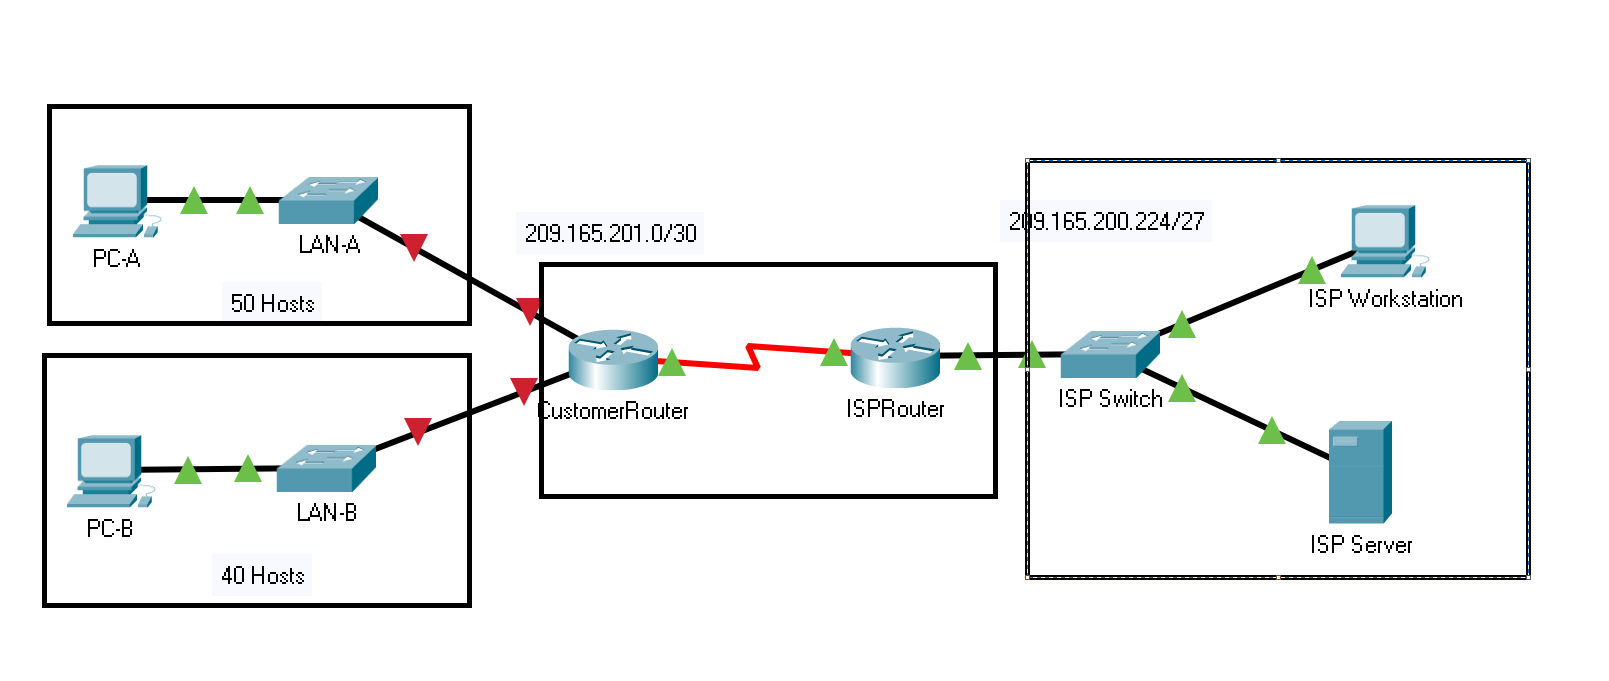 PC-A
LAN-A
50 Hosts
PC-B
LAN-B
40 Hosts
209.165.201.0/30
CustomerRouter
ISPRouter
209.165.200.224/27
ISP Switch
ISP Workstation
ISP Server